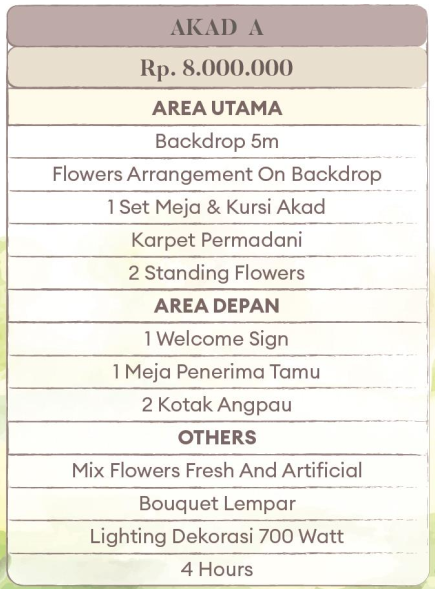 AKAD A
Rp. 8.000.000
AREA UTAMA
Backdrop 5m
Flowers Arrangement On Backdrop
1 Set Meja & Kursi Akad
Karpet Permadani
2 Standing Flowers
AREA DEPAN
1 Welcome Sign
1 Meja Penerima Tamu
2 Kotak Angpau
OTHERS
Mix Flowers Fresh And Artificial
Bouquet Lempar
Lighting Dekorasi 700 Watt
4 Hours